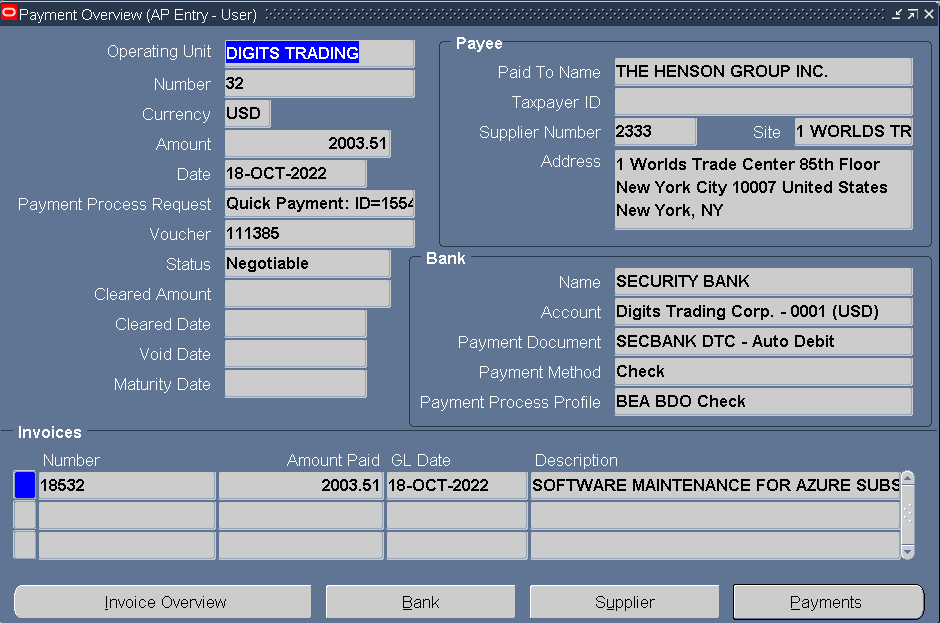 Payment Overview (AP Entry - User)
Operating Unit DIGITS TRADING
Number 32
Currency USD
Amount 2003.51
Date 18-OCT-2022
Payment Process Request Quick Payment: ID=1554
Voucher 111385
Status Negotiable
Cleared Amount
Cleared Date
Void Date
Maturity Date
Payee
Paid To Name THE HENSON GROUP INC.
Taxpayer ID
Supplier Number 2333 Site 1 WORLDS TR
Address 1 Worlds Trade Center 85th Floor
New York City 10007 United States
New York, NY
Bank
Name SECURITY BANK
Account Digits Trading Corp. - 0001 (USD)
Payment Document SECBANK DTC - Auto Debit
Payment Method Check
Payment Process Profile BEA BDO Check
Invoices
Number Amount Paid GL Date Description
18532 2003.51 18-OCT-2022 SOFTWARE MAINTENANCE FOR AZURE SUBS
Invoice Overview Bank Supplier Payments